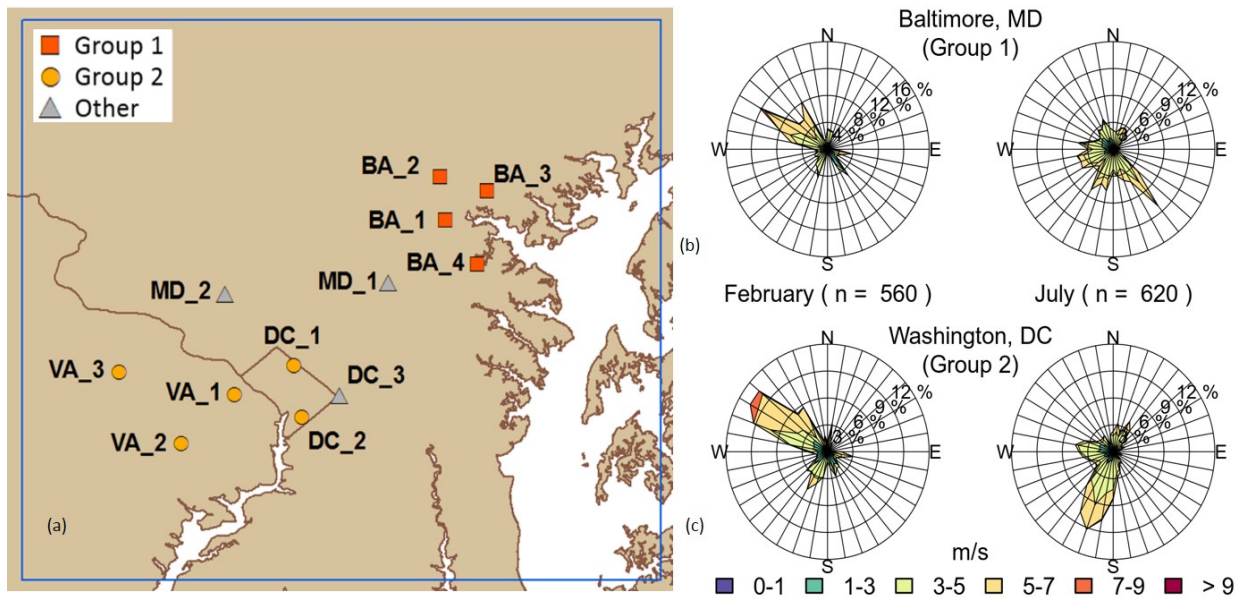 Group 1
Group 2
Other
BA_2
BA_3
BA_1
BA_4
MD_1
MD_2
DC_1
DC_3
VA_3
VA_1
DC_2
VA_2
(a)
Baltimore, MD
(Group 1)
N
16 %
12 %
8 %
4 %
W
E
S
N
12 %
9 %
6 %
3 %
E
S
(b)
February ( n = 560 )
July ( n = 620 )
Washington, DC
(Group 2)
N
12 %
9 %
6 %
3 %
W
E
S
N
12 %
9 %
6 %
3 %
W
E
S
(c)
m/s
0-1
1-3
3-5
5-7
7-9
> 9